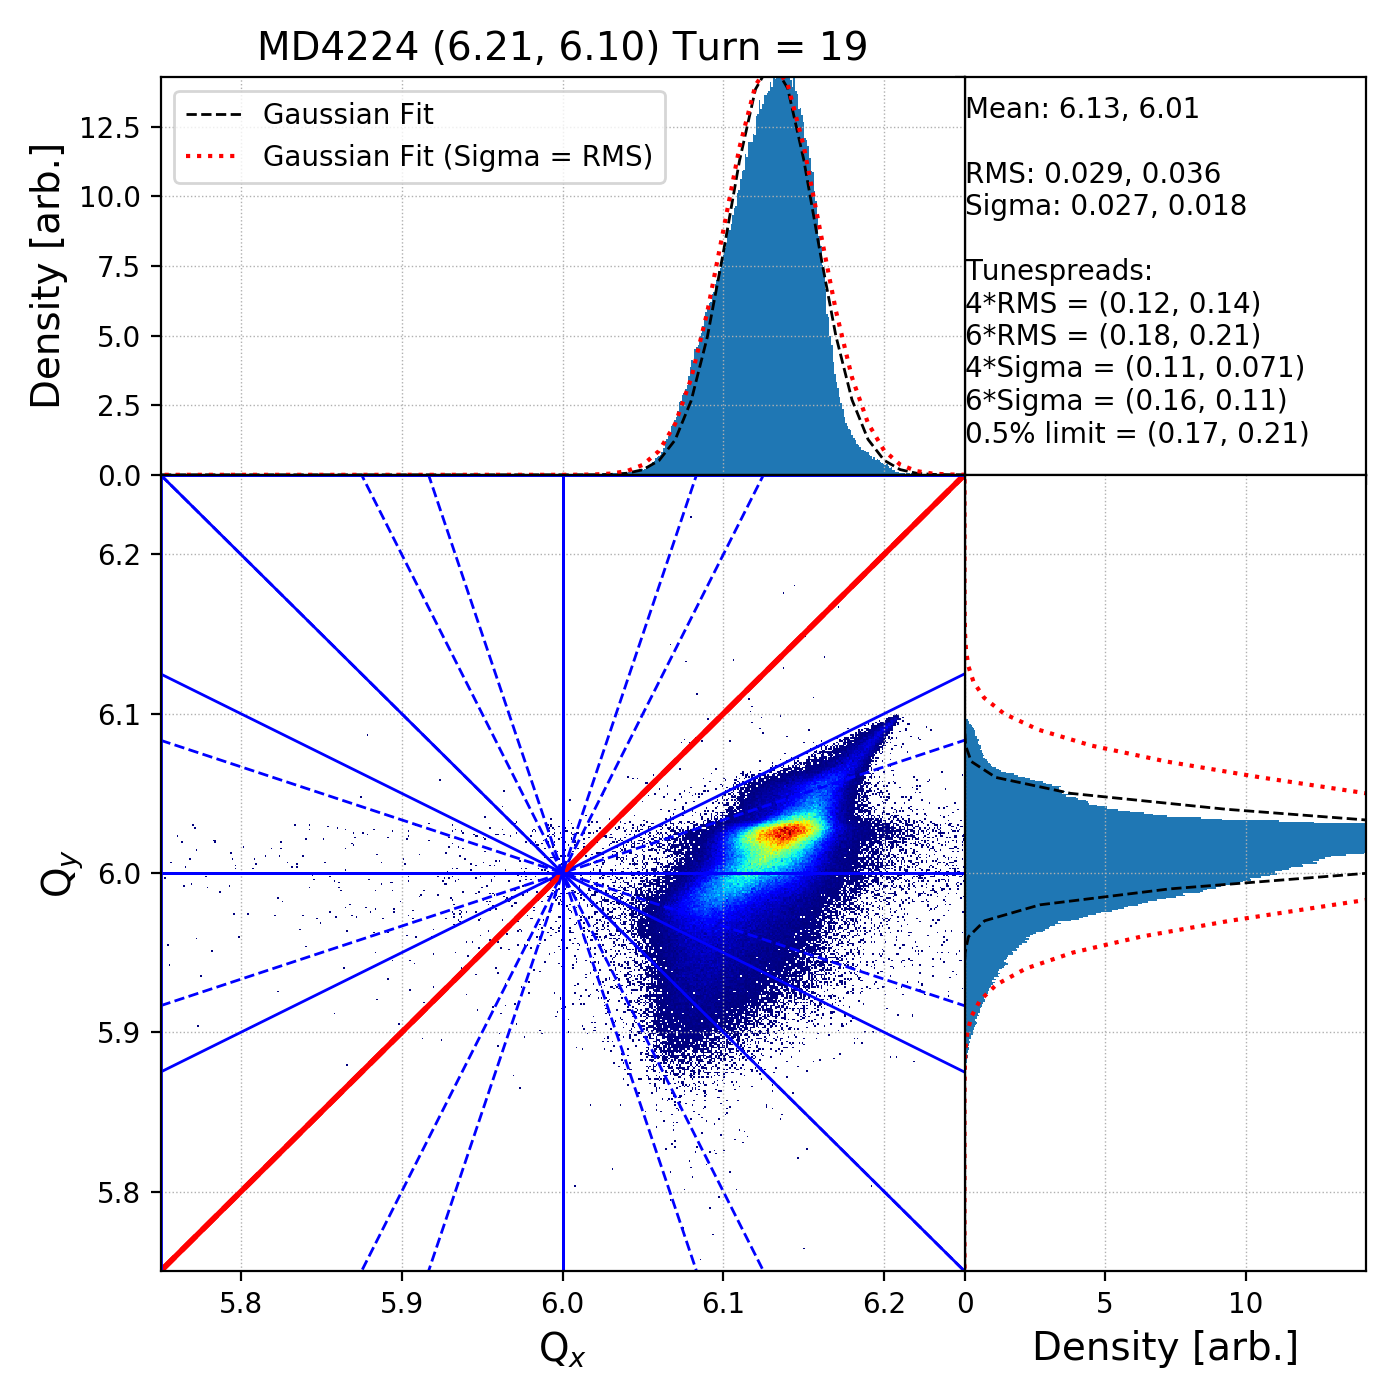 MD4224 (6.21, 6.10) Turn = 19
Gaussian Fit
Gaussian Fit (Sigma = RMS)
Density [arb.]
12.5
10.0
7.5
5.0
2.5
0.0
Mean: 6.13, 6.01
RMS: 0.029, 0.036
Sigma: 0.027, 0.018
Tunespreads:
4*RMS = (0.12, 0.14)
6*RMS = (0.18, 0.21)
4*Sigma = (0.11, 0.071)
6*Sigma = (0.16, 0.11)
0.5% limit = (0.17, 0.21)
Qy
6.2
6.1
6.0
5.9
5.8
5.8 5.9 6.0 6.1 6.2
Qx
0 5 10
Density [arb.]